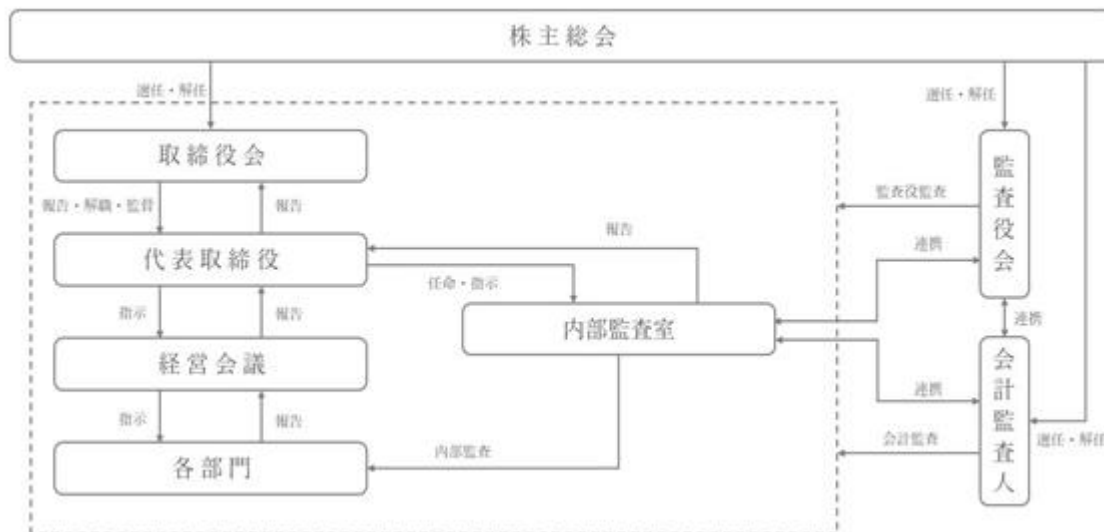 株主総会
選任・解任
選任・解任
取締役会
監査役会
監査役監査
報告・解職・監督
報告
報告
連携
代表取締役
任命・指示
指示
報告
内部監査室
連携
経営会議
会計監査人
連携
指示
報告
会計監査
選任・解任
内部監査
各部門